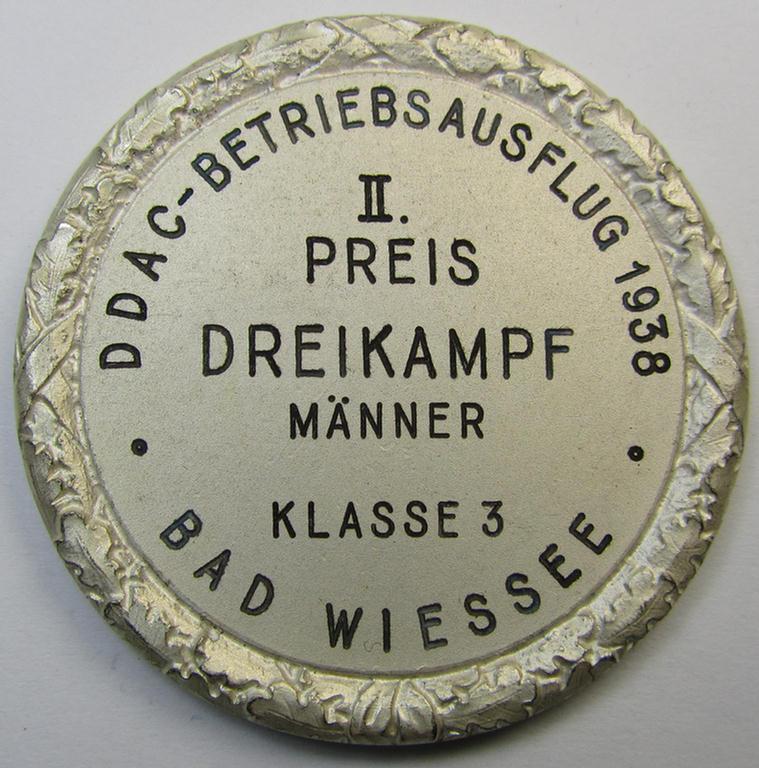 DDAC-BETRIEBSAUSFLUG 1938
II.
PREIS
DREIKAMPF
MÄNNER
KLASSE 3
• BAD WIESSEE •